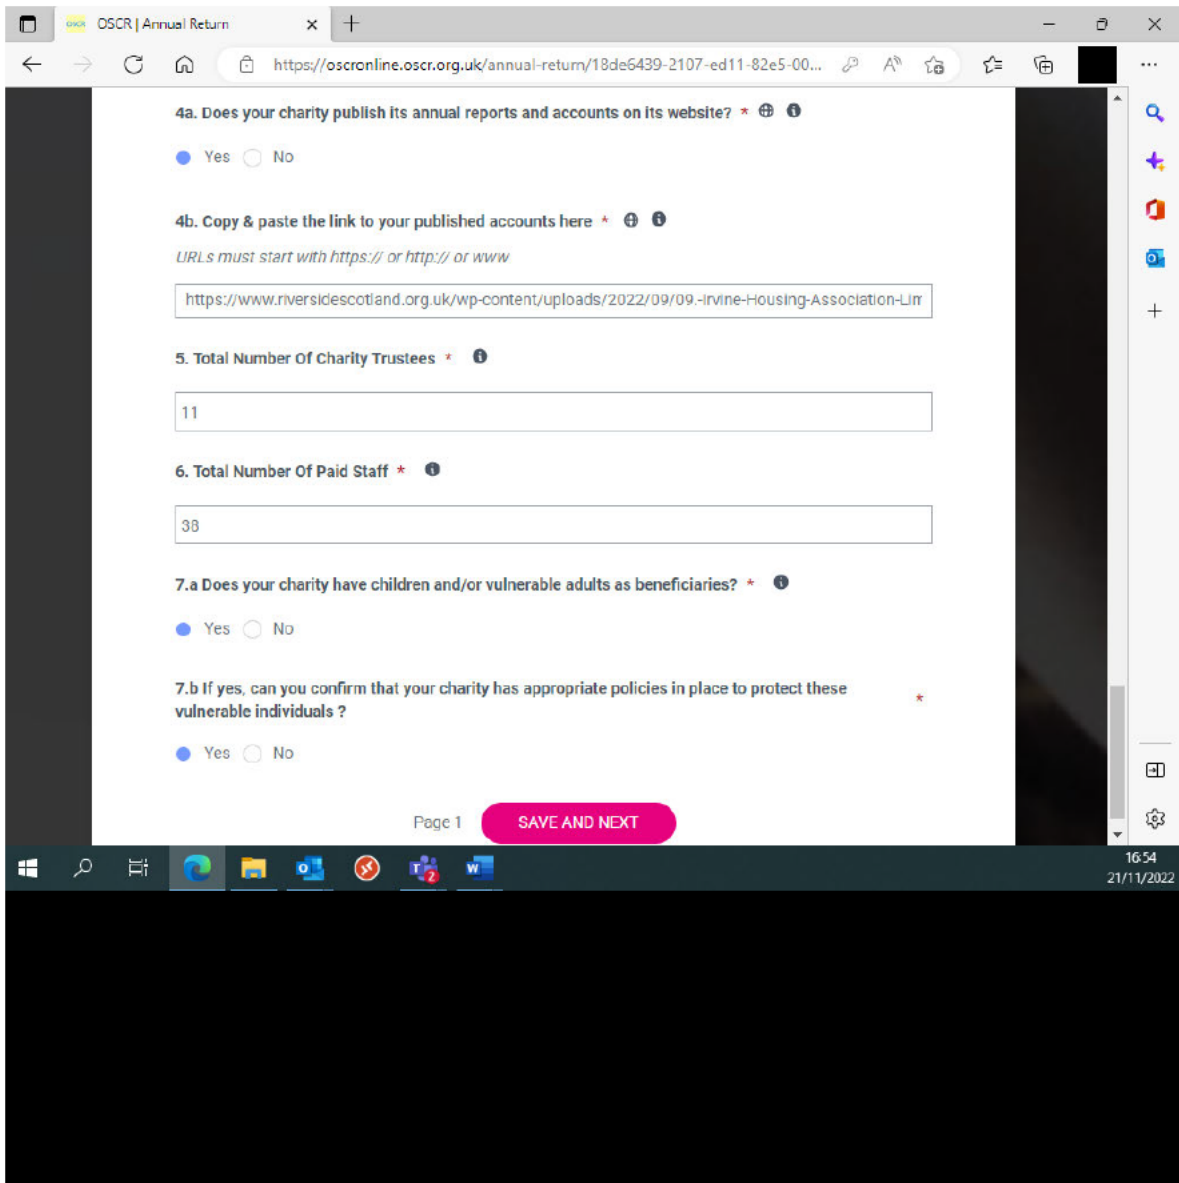 OSCR | Annual Return
https://oscronline.oscr.org.uk/annual-return/18de6439-2107-ed11-82e5-00...
4a. Does your charity publish its annual reports and accounts on its website? *
Yes No
4b. Copy & paste the link to your published accounts here *
URLs must start with https:// or http:// or www
https://www.riversidescotland.org.uk/wp-content/uploads/2022/09/09.-Irvine-Housing-Association-Lim
5. Total Number Of Charity Trustees *
11
6. Total Number Of Paid Staff *
38
7.a Does your charity have children and/or vulnerable adults as beneficiaries? *
Yes No
7.b If yes, can you confirm that your charity has appropriate policies in place to protect these *
vulnerable individuals ?
Yes No
Page 1 SAVE AND NEXT
16:54
21/11/2022